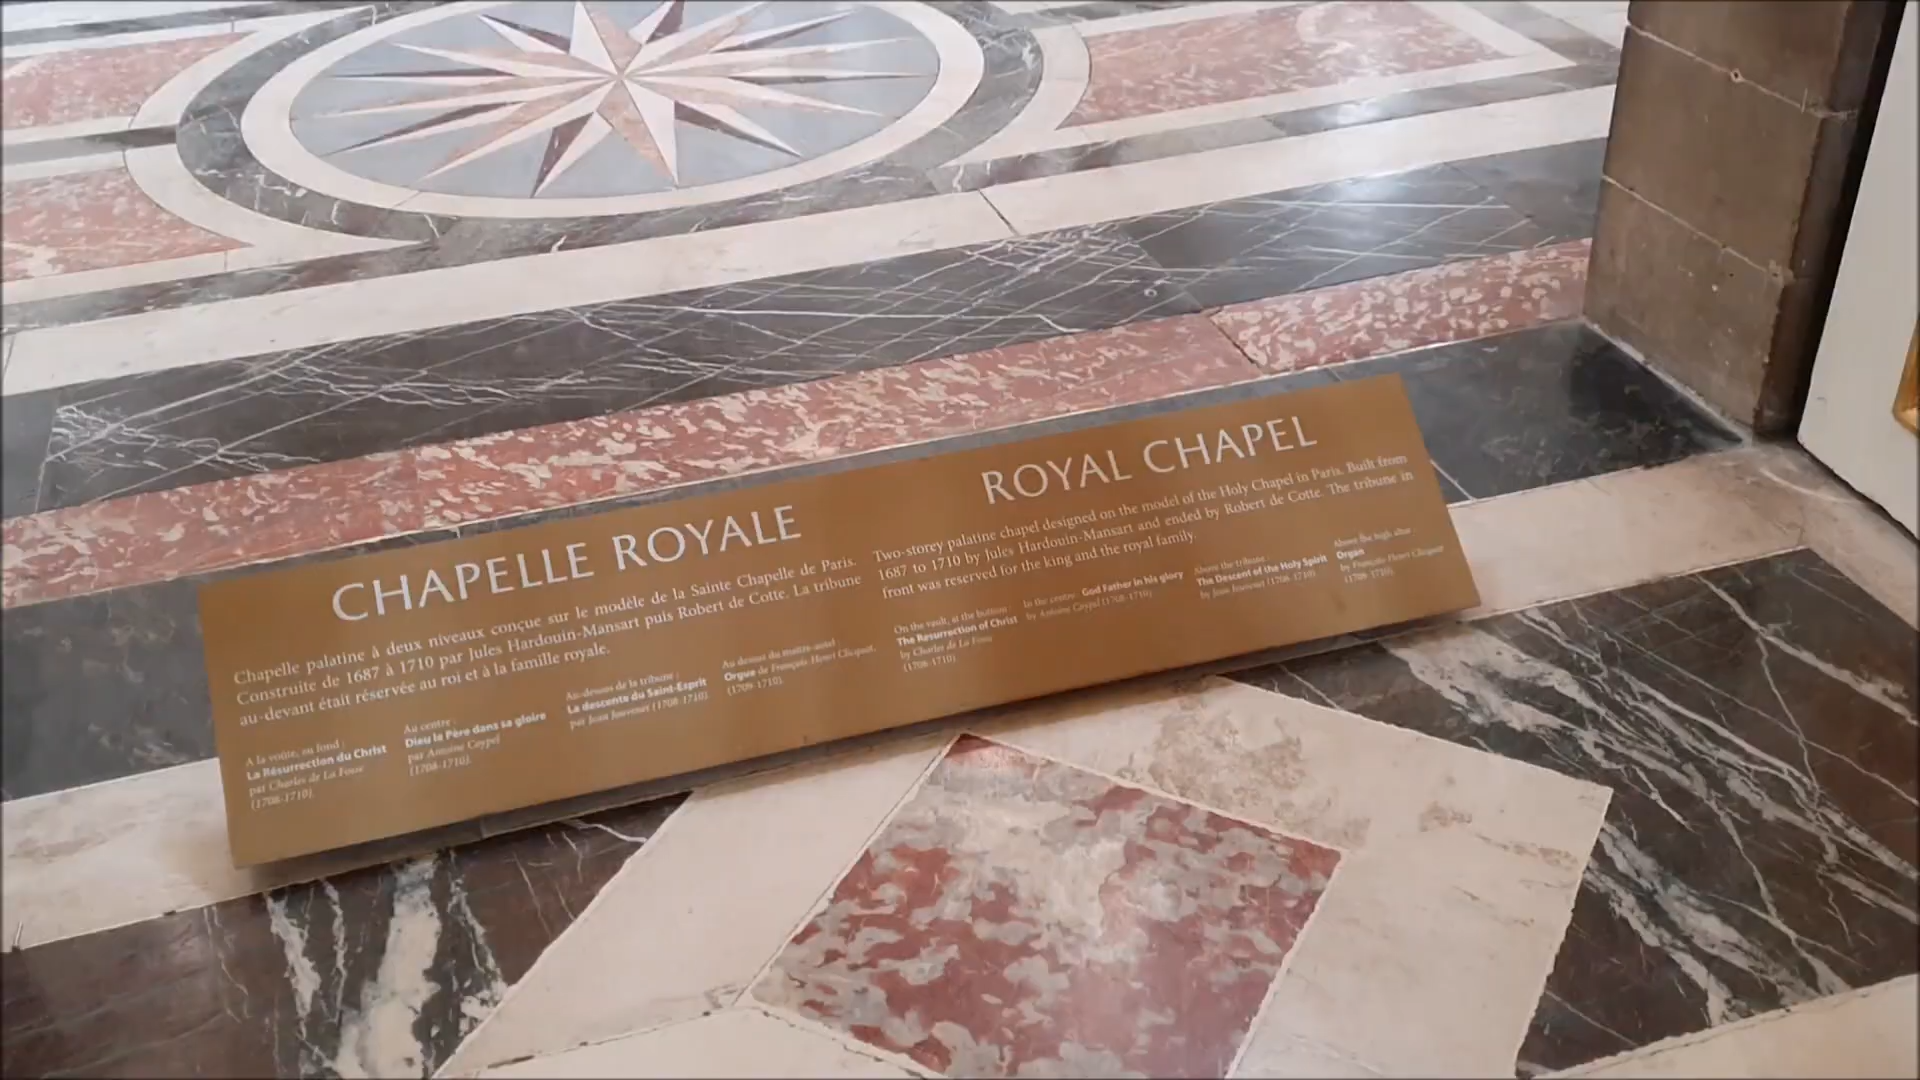 CHAPELLE ROYALE
Chapelle palatine à deux niveaux conçue sur le modèle de la Sainte Chapelle de Paris.
Construite de 1687 à 1710 par Jules Hardouin-Mansart puis Robert de Cotte. La tribune
au-devant était réservée au roi et à la famille royale.
A la voûte, au fond :
La Résurrection du Christ
par Charles de La Fosse
(1708-1710).
Au centre :
Dieu le Père dans sa gloire
par Antoine Coypel
(1708-1710).
Au-dessus de la tribune :
La descente du Saint-Esprit
par Jean Jouvenet (1708-1710).
Au dessus du maître-autel :
Orgue de François Henri Clicquot,
(1709-1710).
ROYAL CHAPEL
Two-storey palatine chapel designed on the model of the Holy Chapel in Paris. Built from
1687 to 1710 by Jules Hardouin-Mansart and ended by Robert de Cotte. The tribune in
front was reserved for the king and the royal family.
On the vault, at the bottom :
The Resurrection of Christ
by Charles de La Fosse
(1708-1710)
In the centre : God Father in his glory
by Antoine Coypel (1708-1710)
Above the tribune :
The Descent of the Holy Spirit
by Jean Jouvenet (1708-1710)
Above the high altar :
Organ
by François Henri Clicquot
(1709-1710)